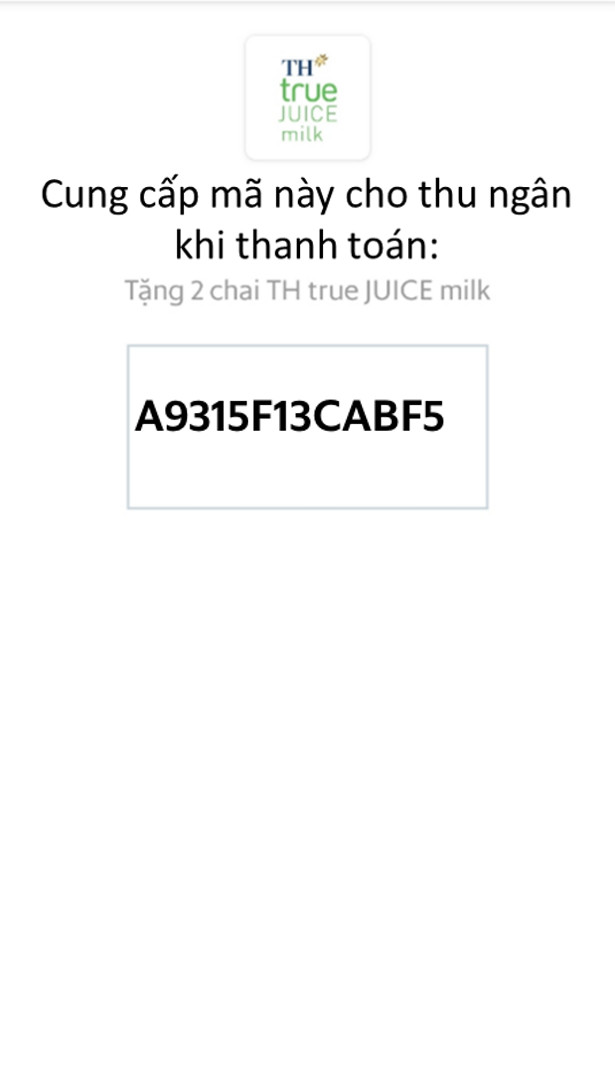 TH
true
JUICE
milk
Cung cấp mã này cho thu ngân
khi thanh toán:
Tặng 2 chai TH true JUICE milk
A9315F13CABF5